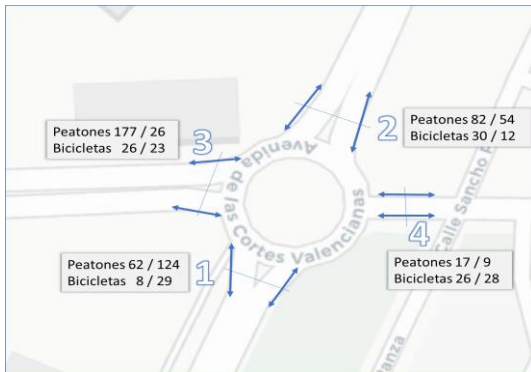 2
Peatones 82 / 54
Bicicletas 30 / 12
Peatones 177 / 26
Bicicletas 26 / 23
3
Avenida de las Cortes Valencianas
4
Peatones 17 / 9
Bicicletas 26 / 28
Peatones 62 / 124
Bicicletas 8 / 29
1
Calle Sancho
anza